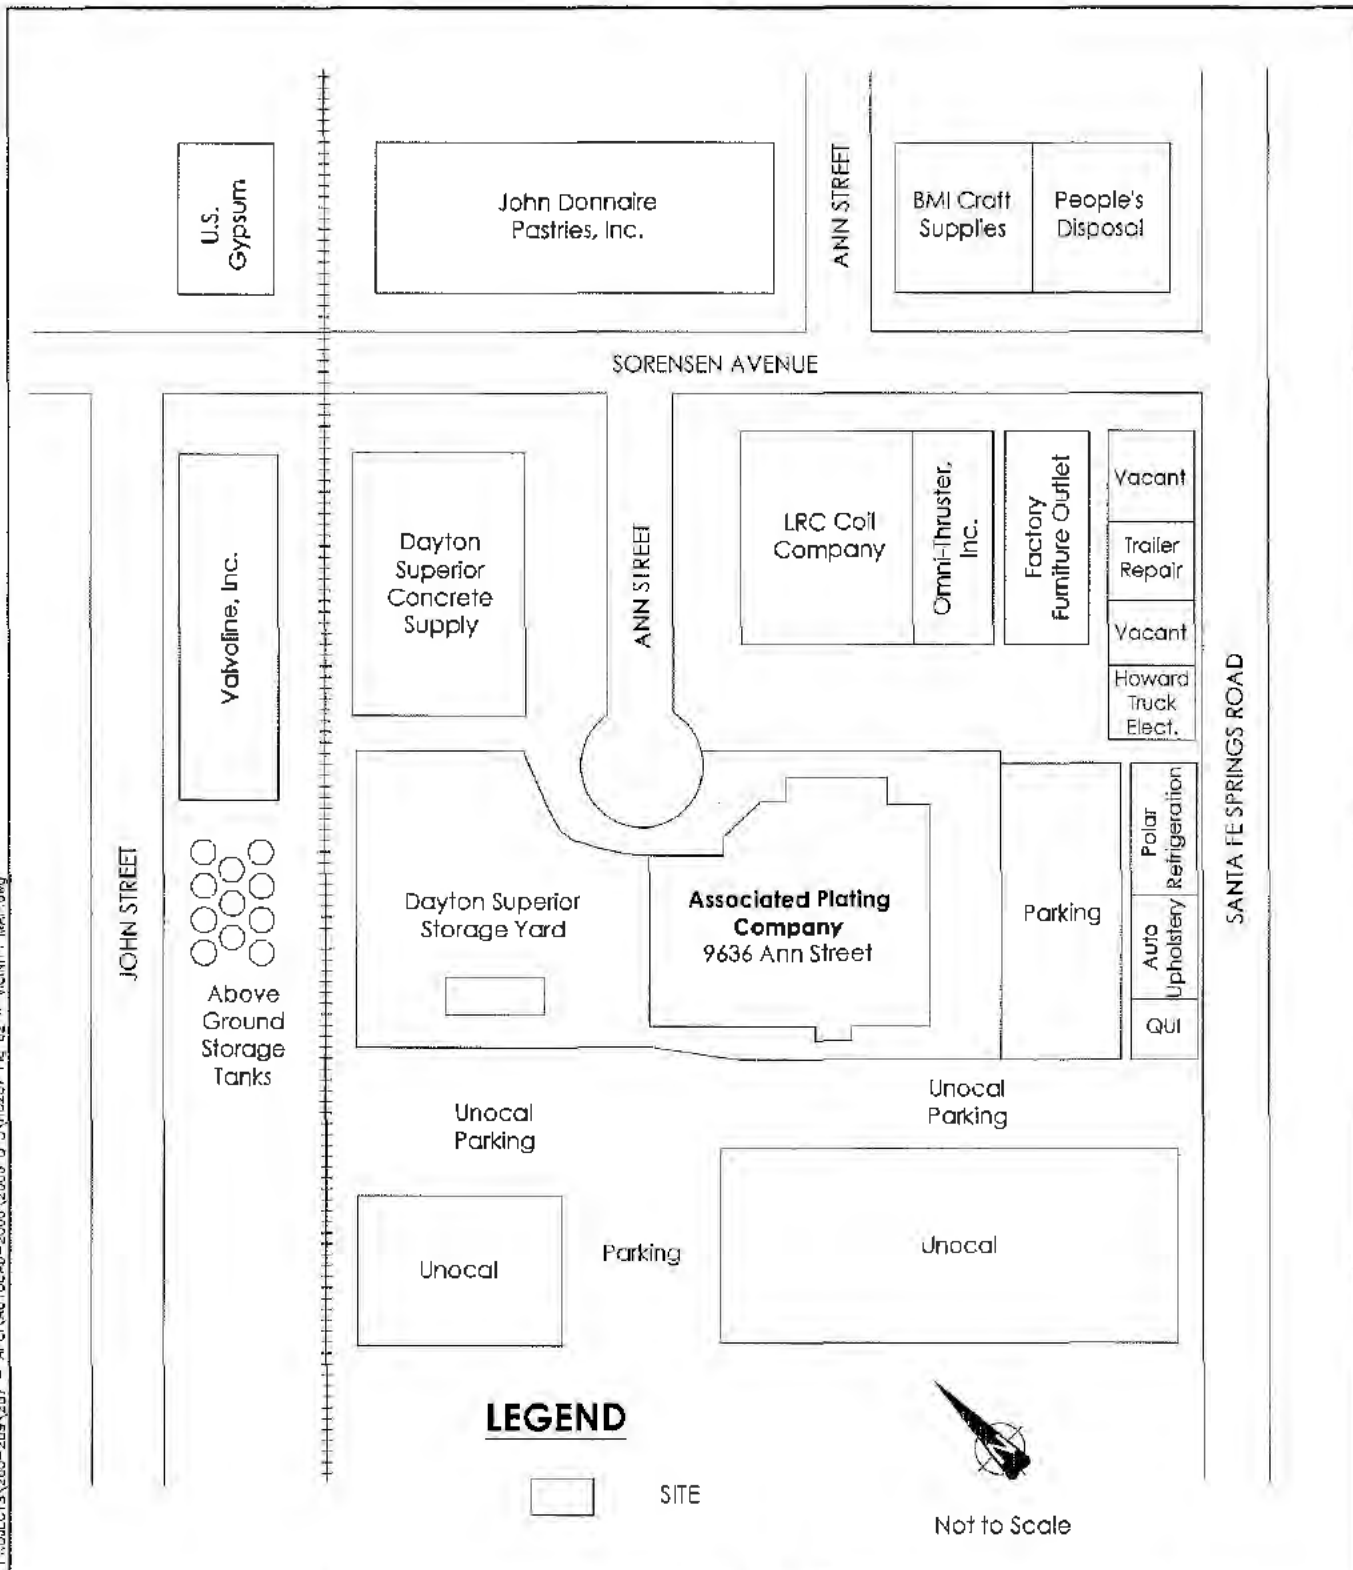 U.S.
Gypsum
John Donnaire
Pastries, Inc.
ANN STREET
BMI Craft
Supplies
People's
Disposal
SORENSEN AVENUE
Valvoline, Inc.
Dayton
Superior
Concrete
Supply
ANN STREET
LRC Coil
Company
Omni-Thruster,
Inc.
Factory
Furniture Outlet
Vacant
Trailer
Repair
Vacant
Howard
Truck
Elect.
SANTA FE SPRINGS ROAD
JOHN STREET
Above
Ground
Storage
Tanks
Dayton Superior
Storage Yard
Associated Plating
Company
9636 Ann Street
Parking
Polar
Refrigeration
Auto
Upholstery
QUI
Unocal
Parking
Unocal
Parking
Unocal
Parking
Unocal
LEGEND
SITE
N
Not to Scale